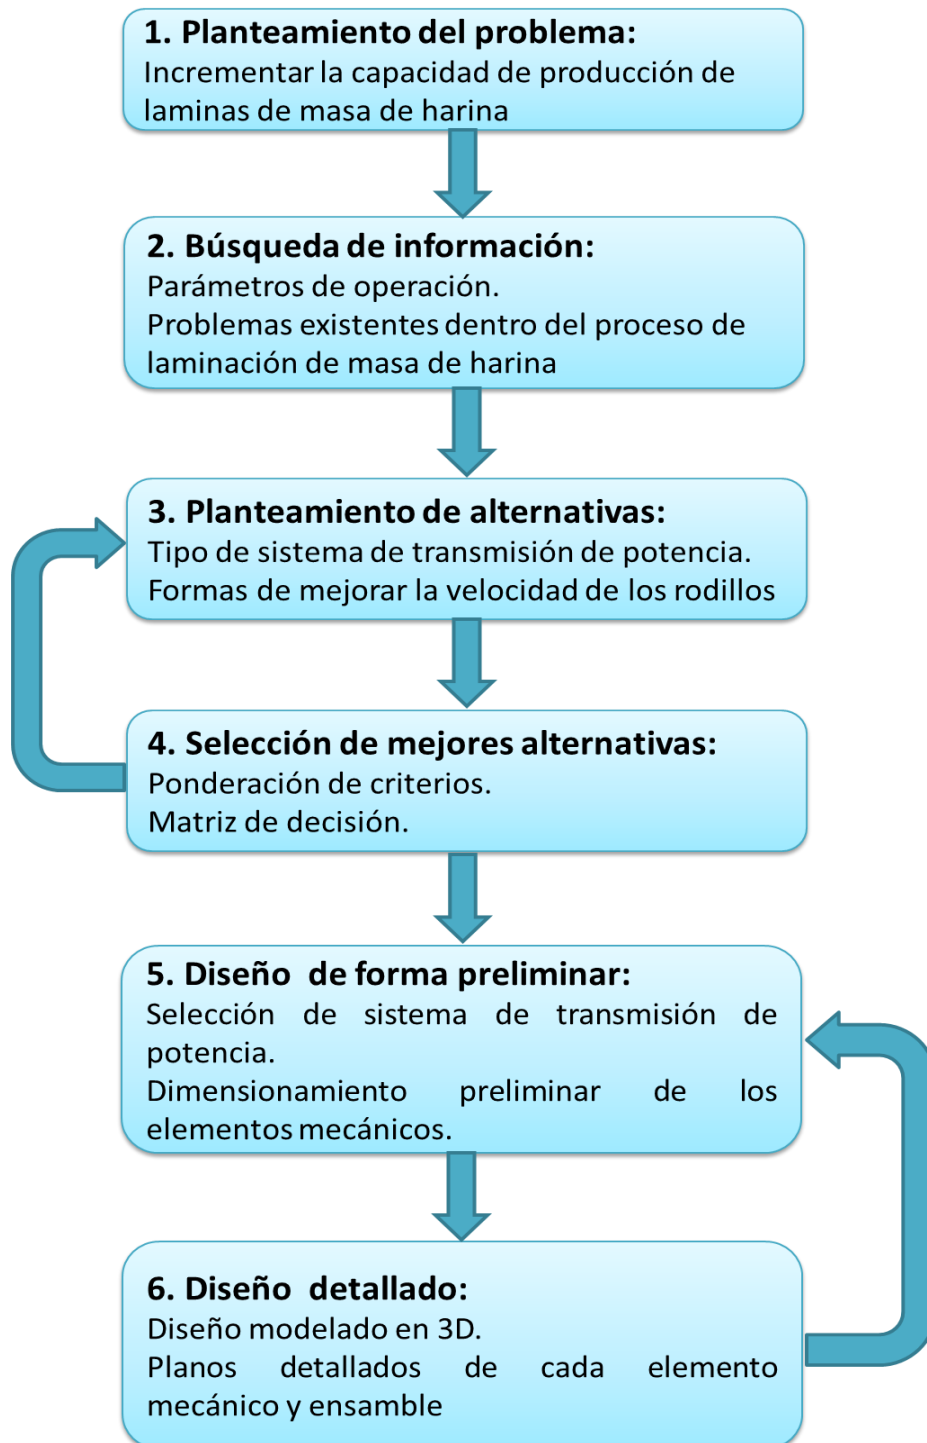 1. Planteamiento del problema:
Incrementar la capacidad de producción de
laminas de masa de harina
2. Búsqueda de información:
Parámetros de operación.
Problemas existentes dentro del proceso de
laminación de masa de harina
3. Planteamiento de alternativas:
Tipo de sistema de transmisión de potencia.
Formas de mejorar la velocidad de los rodillos
4. Selección de mejores alternativas:
Ponderación de criterios.
Matriz de decisión.
5. Diseño de forma preliminar:
Selección de sistema de transmisión de
potencia.
Dimensionamiento preliminar de los
elementos mecánicos.
6. Diseño detallado:
Diseño modelado en 3D.
Planos detallados de cada elemento
mecánico y ensamble